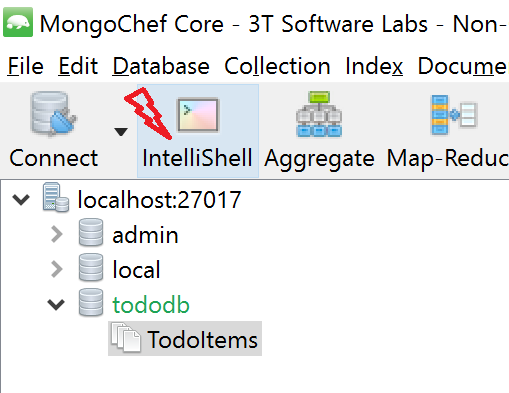 MongoChef Core - 3T Software Labs - Non-
File Edit Database Collection Index Docume
Connect IntelliShell Aggregate Map-Reduc
localhost:27017
admin
local
tododb
TodoItems